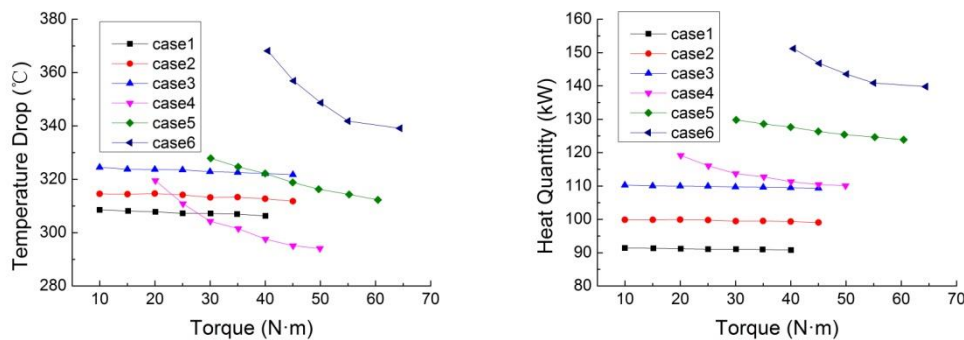 380
360
340
320
300
280
Temperature Drop (℃)
case1
case2
case3
case4
case5
case6
10 20 30 40 50 60 70
Torque (N·m)
160
150
140
130
120
110
100
90
80
Heat Quantity (kW)
case1
case2
case3
case4
case5
case6
10 20 30 40 50 60 70
Torque (N·m)